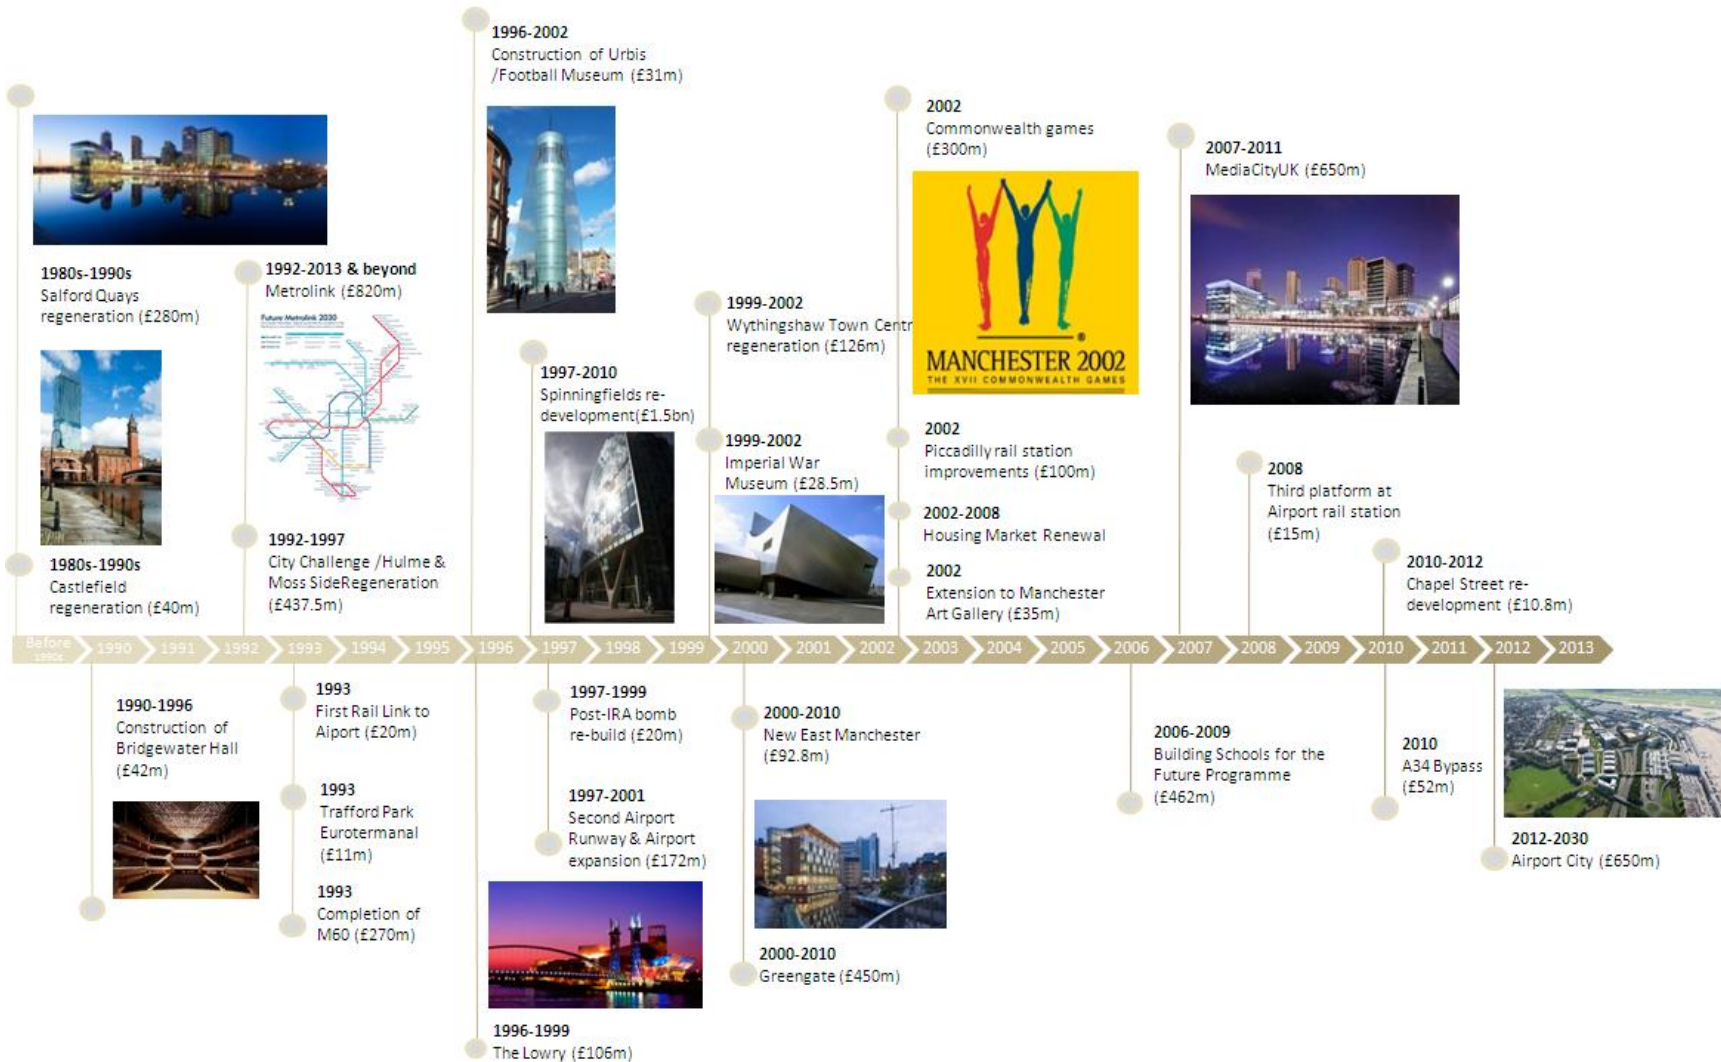 1996-2002
Construction of Urbis
/Football Museum (£31m)
2002
Commonwealth games
(£300m)
MANCHESTER 2002
THE XVII COMMONWEALTH GAMES
®
2007-2011
MediaCityUK (£650m)
1980s-1990s
Salford Quays
regeneration (£280m)
1992-2013 & beyond
Metrolink (£820m)
Future Metrolink 2030
1999-2002
Wythingshaw Town Centr
regeneration (£126m)
1997-2010
Spinningfields re-
development(£1.5bn)
1999-2002
Imperial War
Museum (£28.5m)
2002
Piccadilly rail station
improvements (£100m)
2002-2008
Housing Market Renewal
2002
Extension to Manchester
Art Gallery (£35m)
2008
Third platform at
Airport rail station
(£15m)
2010-2012
Chapel Street re-
development (£10.8m)
1980s-1990s
Castlefield
regeneration (£40m)
1992-1997
City Challenge /Hulme &
Moss SideRegeneration
(£437.5m)
Before
1990s
1990 1991 1992 1993 1994 1995 1996 1997 1998 1999 2000 2001 2002 2003 2004 2005 2006 2007 2008 2009 2010 2011 2012 2013
1990-1996
Construction of
Bridgewater Hall
(£42m)
1993
First Rail Link to
Aiport (£20m)
1993
Trafford Park
Eurotermanal
(£11m)
1993
Completion of
M60 (£270m)
1997-1999
Post-IRA bomb
re-build (£20m)
1997-2001
Second Airport
Runway & Airport
expansion (£172m)
1996-1999
The Lowry (£106m)
2000-2010
New East Manchester
(£92.8m)
2000-2010
Greengate (£450m)
2006-2009
Building Schools for the
Future Programme
(£462m)
2010
A34 Bypass
(£52m)
2012-2030
Airport City (£650m)